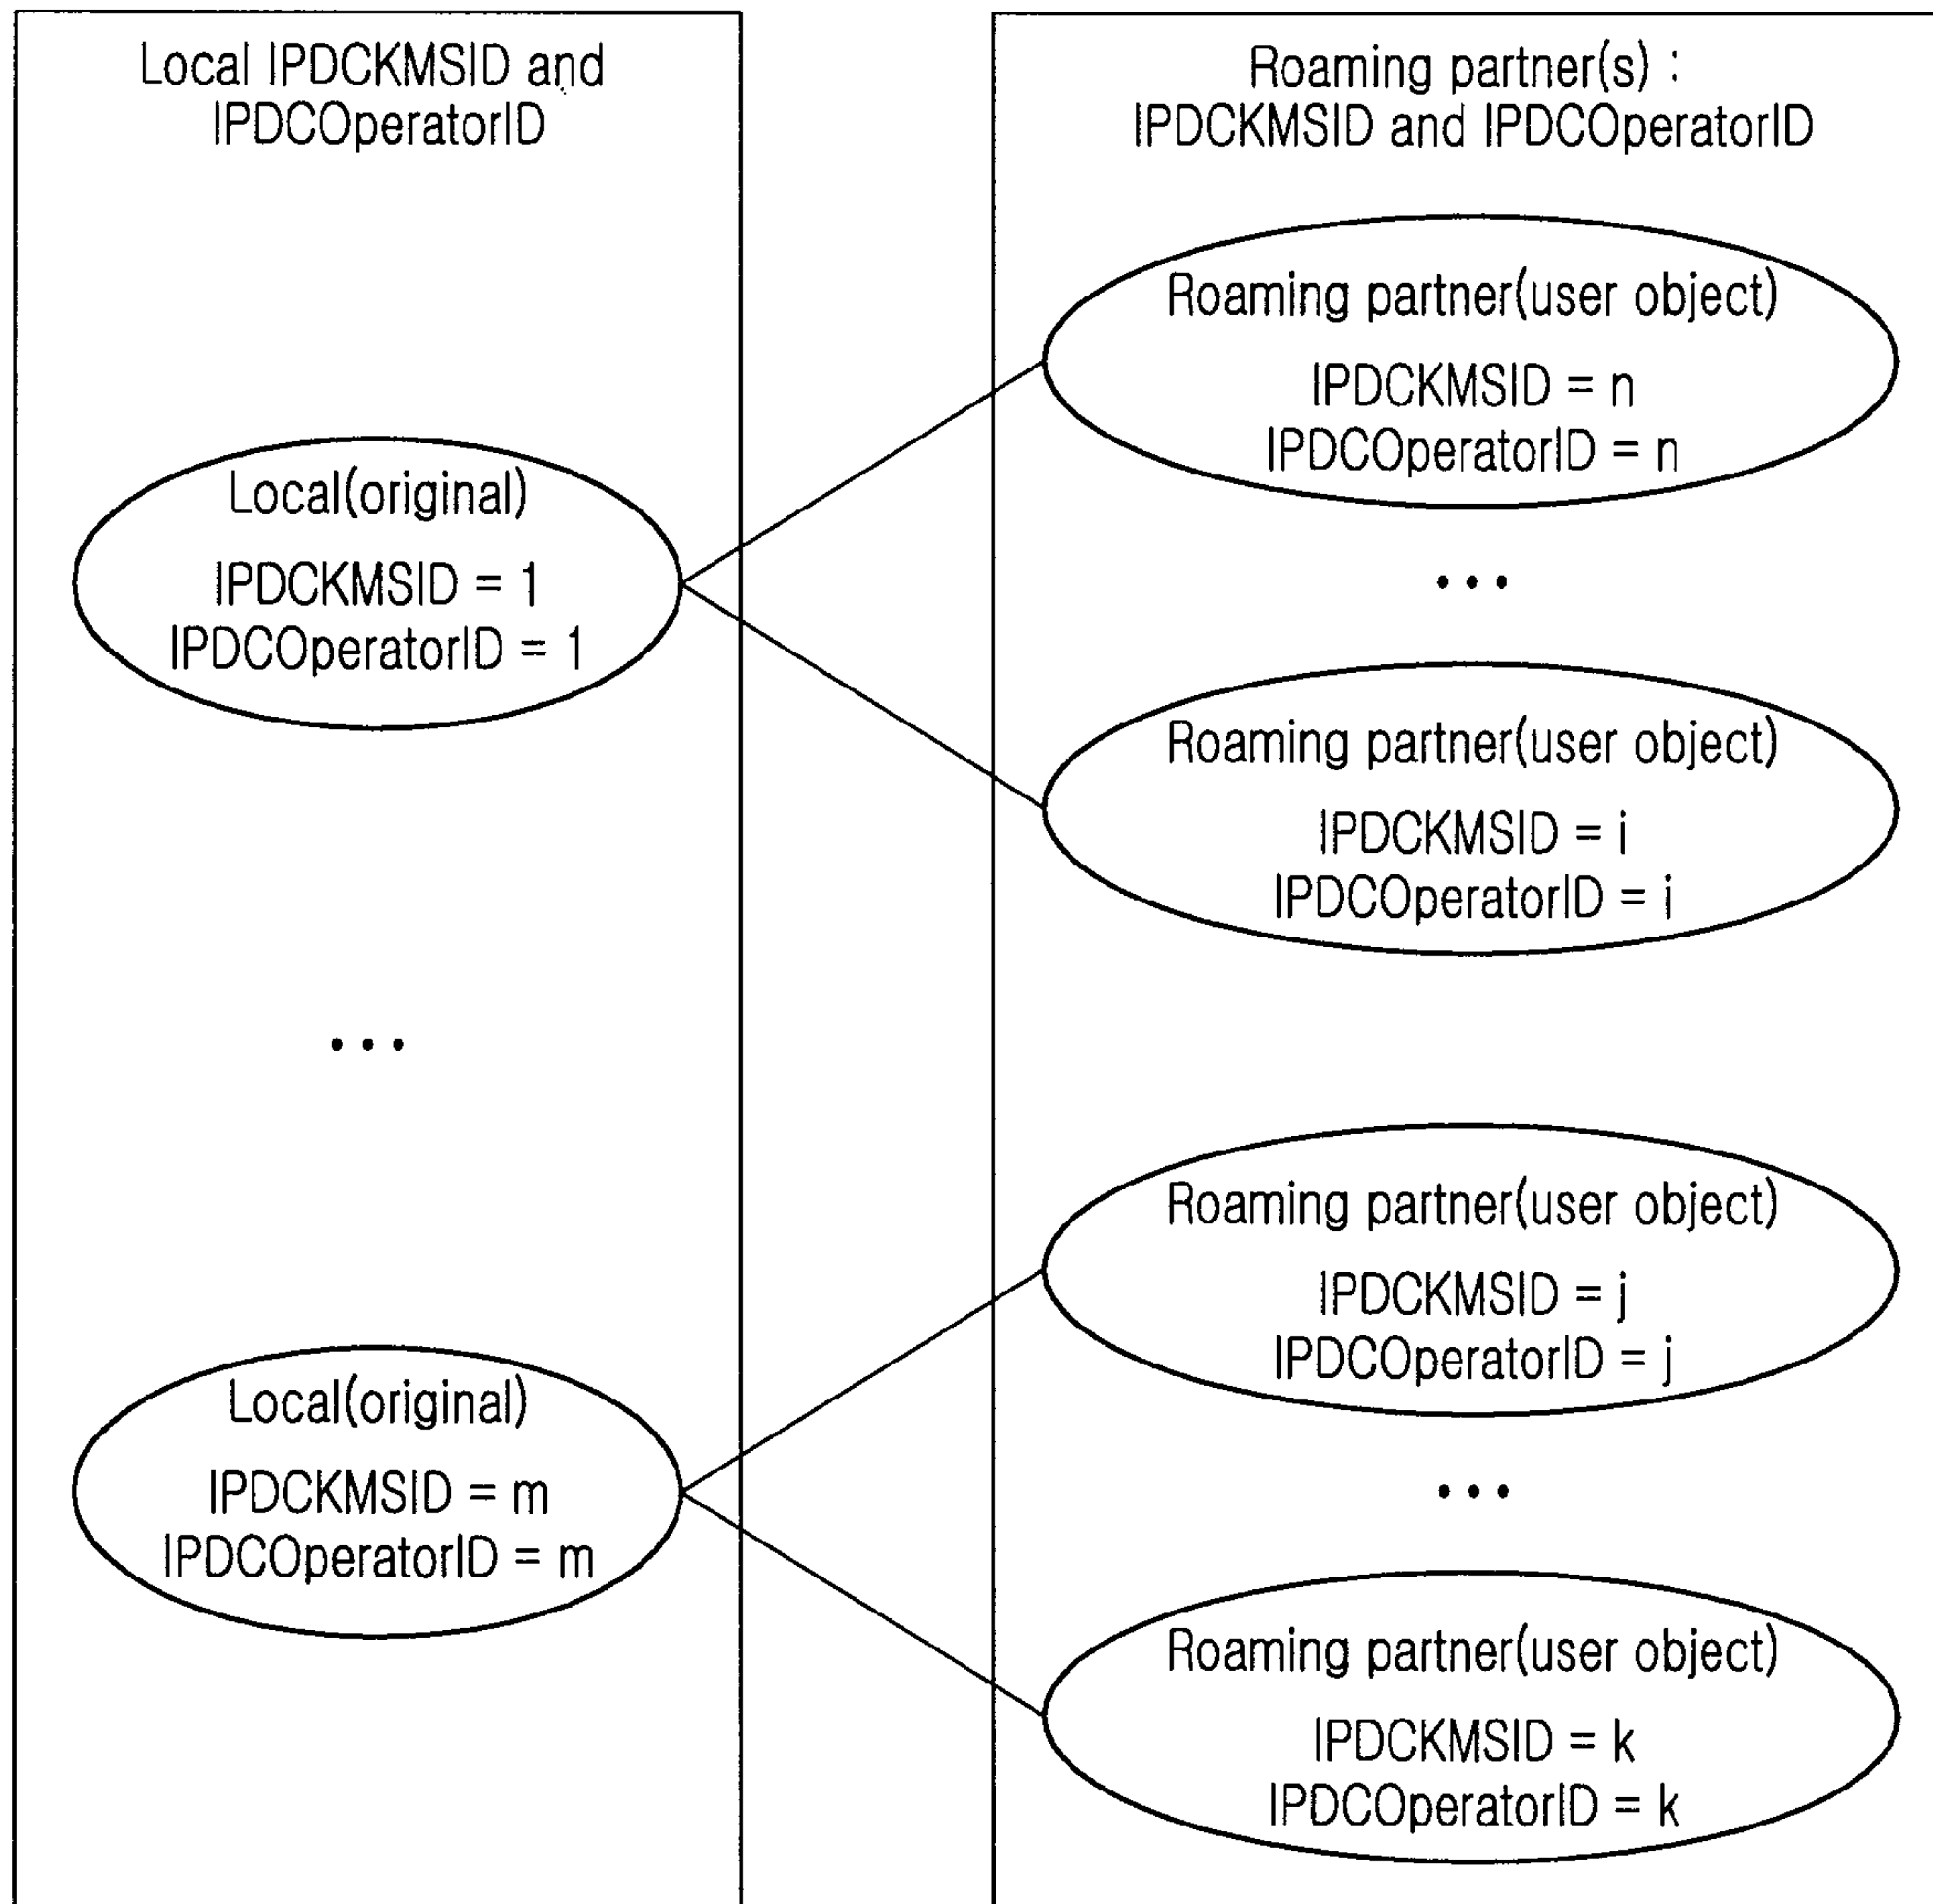 Local IPDCKMSID and
IPDCOperatorID
Local(original)
IPDCKMSID = 1
IPDCOperatorID = 1
...
Local(original)
IPDCKMSID = m
IPDCOperatorID = m
Roaming partner(s) :
IPDCKMSID and IPDCOperatorID
Roaming partner(user object)
IPDCKMSID = n
IPDCOperatorID = n
...
Roaming partner(user object)
IPDCKMSID = i
IPDCOperatorID = i
Roaming partner(user object)
IPDCKMSID = j
IPDCOperatorID = j
...
Roaming partner(user object)
IPDCKMSID = k
IPDCOperatorID = k